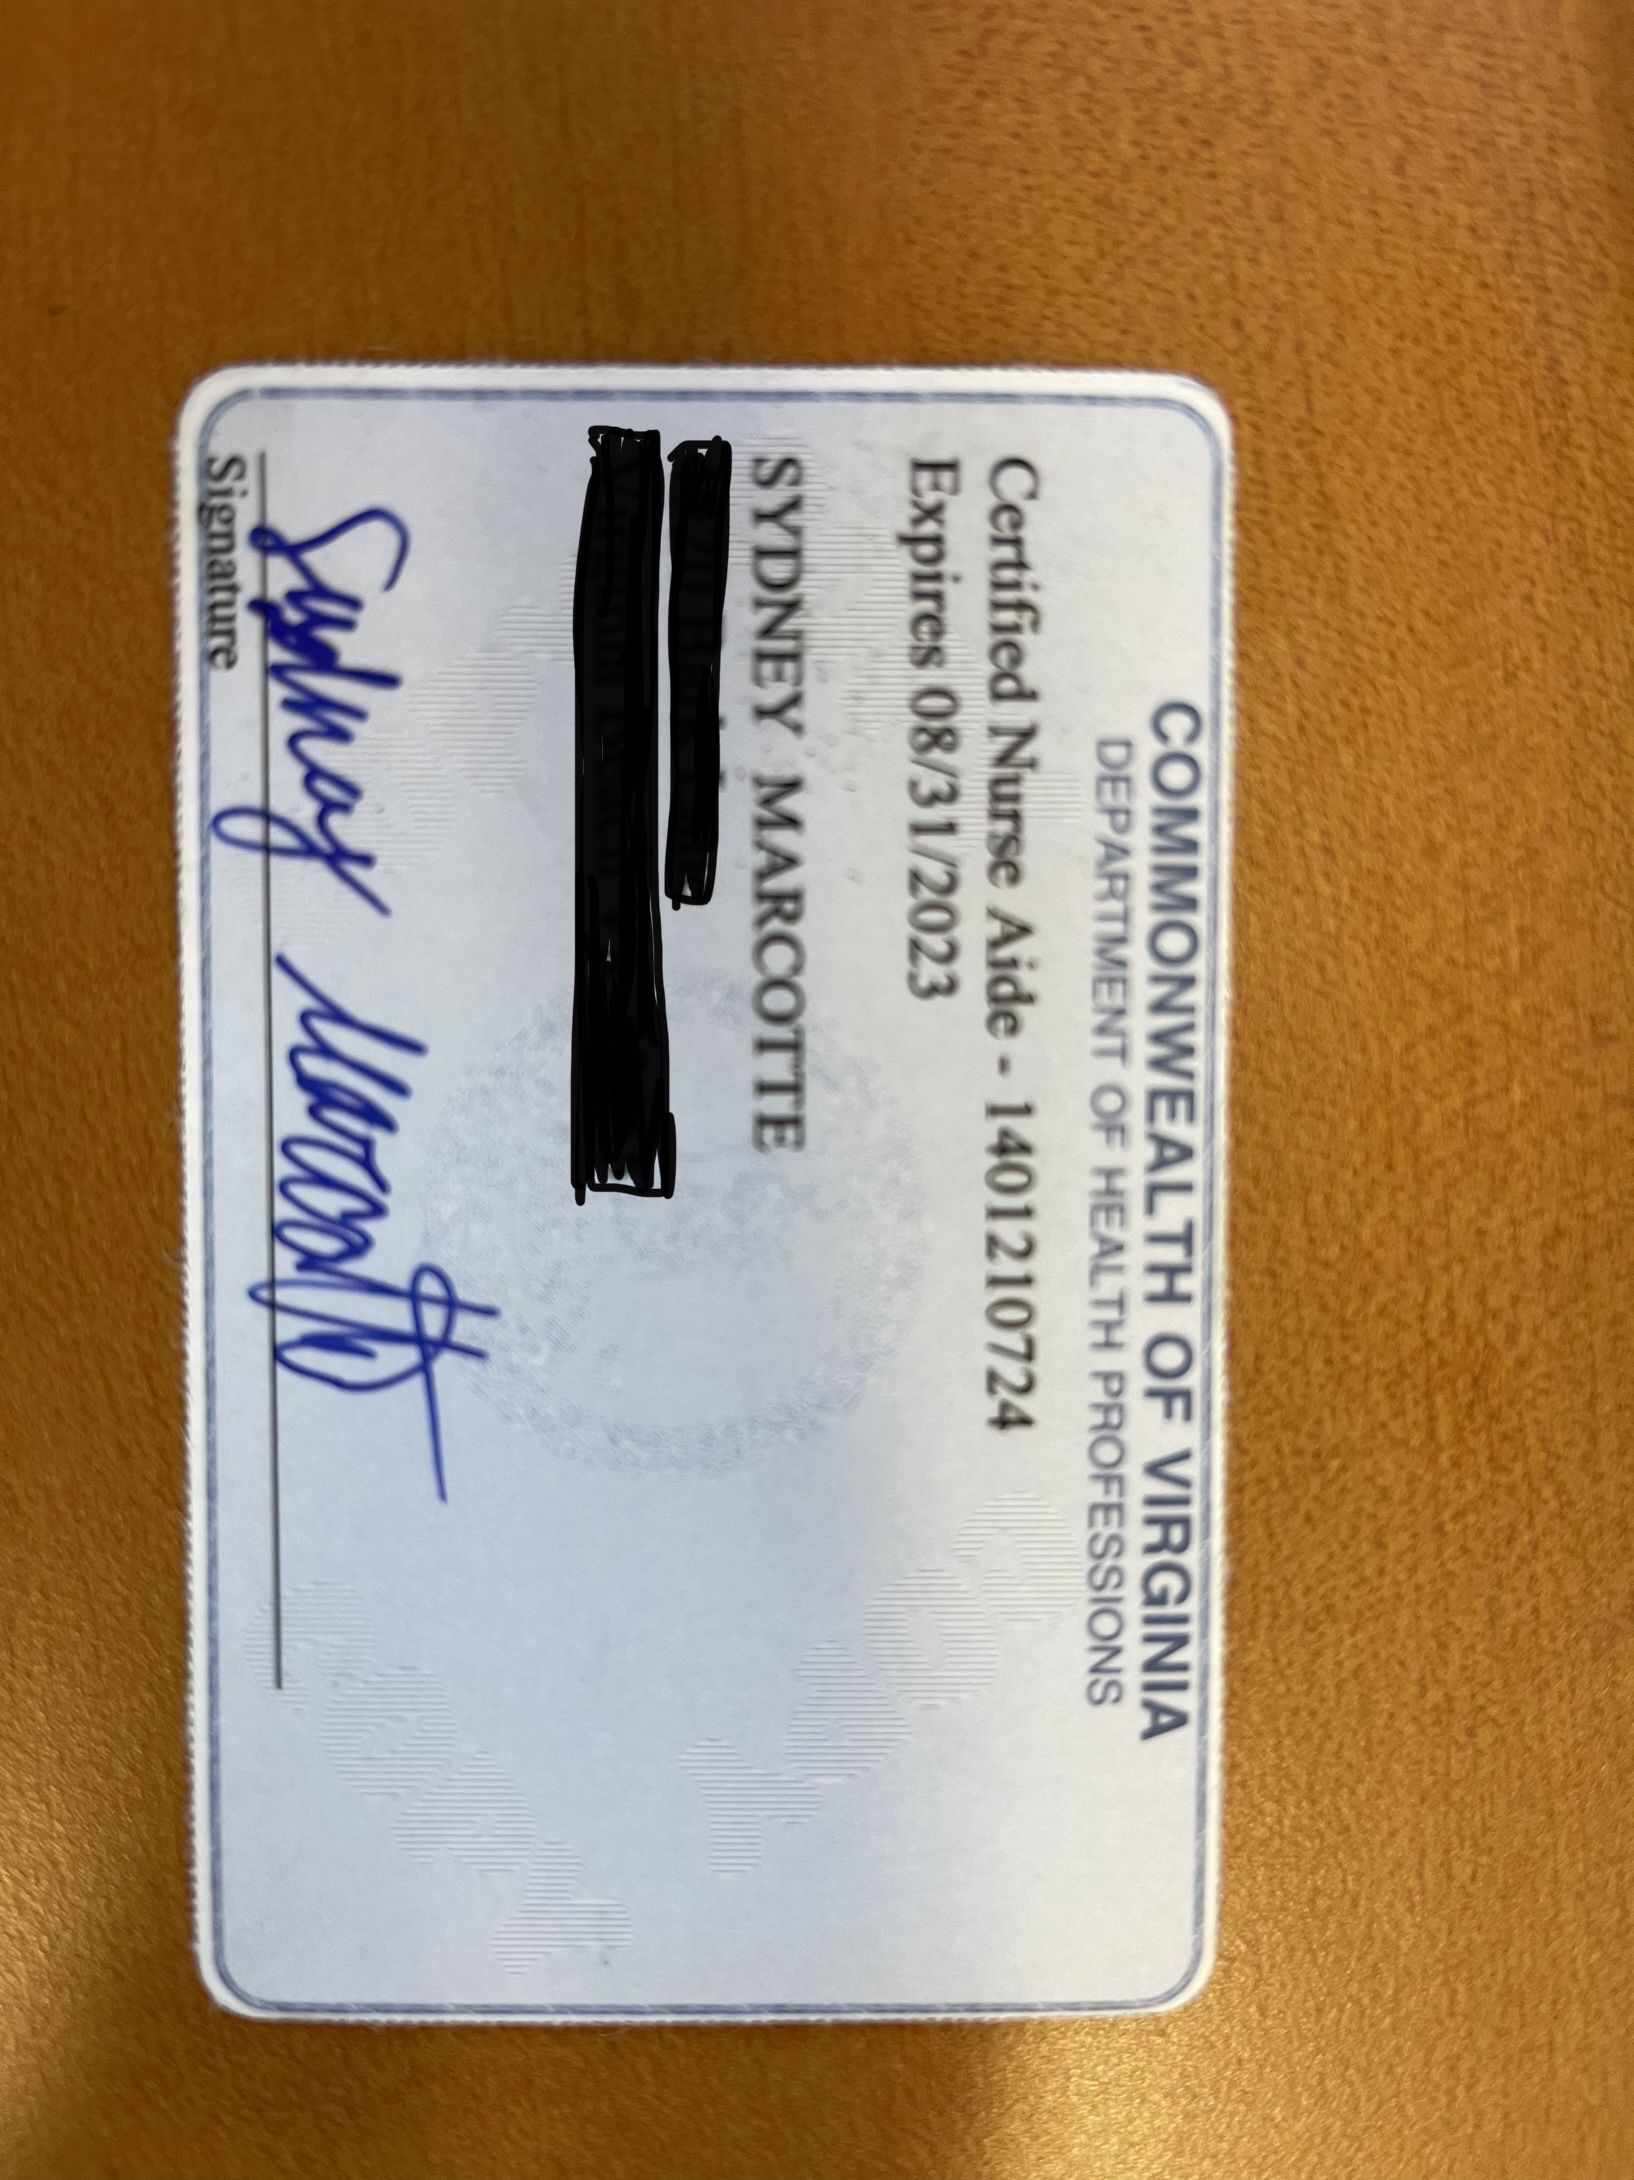 COMMONWEALTH OF VIRGINIA
DEPARTMENT OF HEALTH PROFESSIONS
Certified Nurse Aide - 1401210724
Expires 08/31/2023
SYDNEY MARCOTTE
Sydney Marcotte
Signature